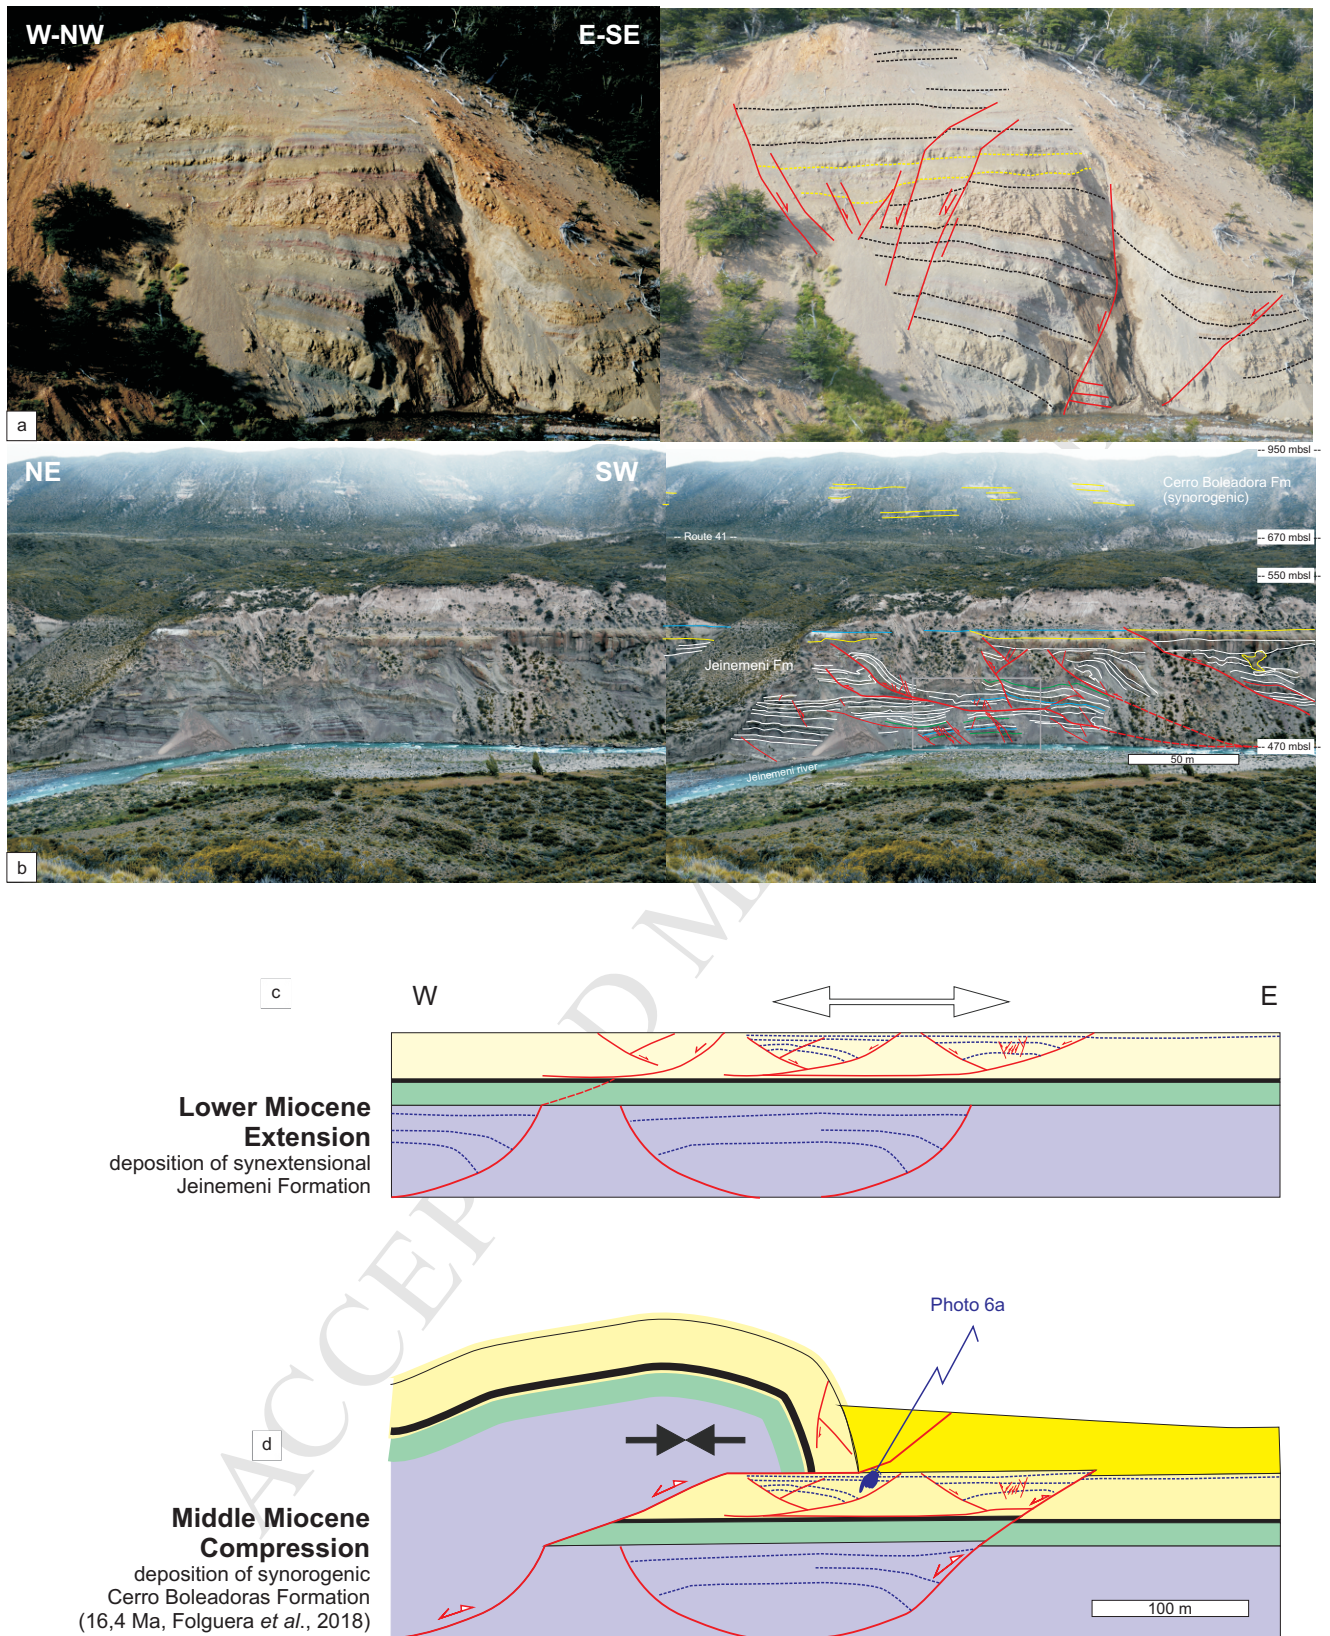 W-NW
E-SE
a
NE
SW
-- 950 mbsl --
Cerro Boleadora Fm
(synorogenic)
-- Route 41 --
-- 670 mbsl --
-- 550 mbsl --
Jeinemeni Fm
-- 470 mbsl --
50 m
Jeinemeni river
b
c
W
E
Lower Miocene
Extension
deposition of synextensional
Jeinemeni Formation
Photo 6a
d
Middle Miocene
Compression
deposition of synorogenic
Cerro Boleadoras Formation
(16,4 Ma, Folguera et al., 2018)
100 m
ACCEP
D M